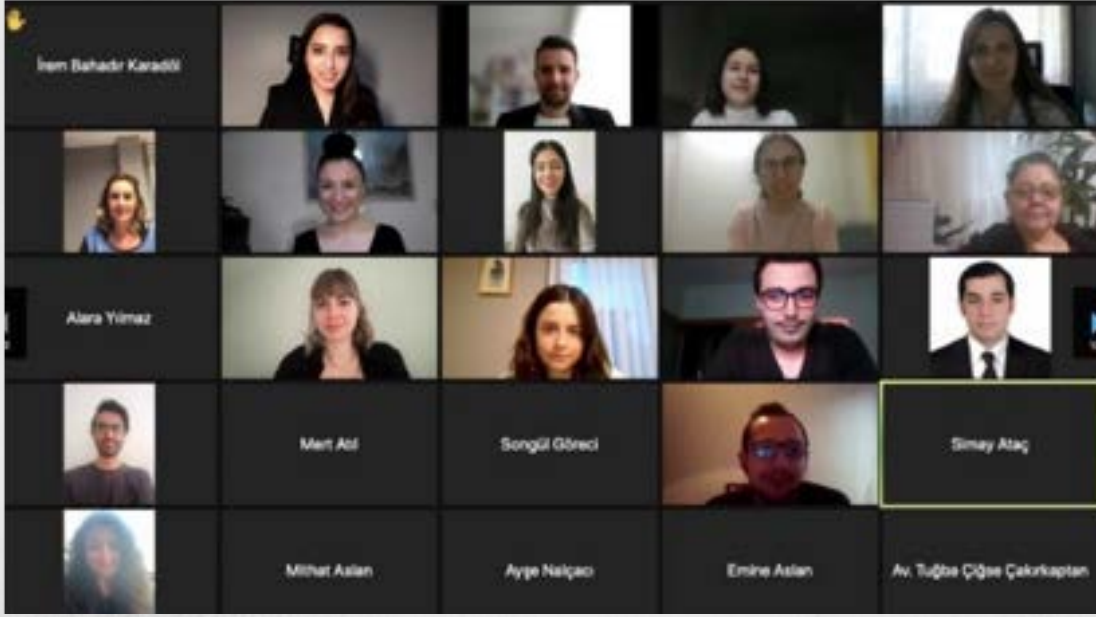 İrem Bahadır Karadöl
Alara Yılmaz
Mert Atıl
Songül Göreci
Simay Ataç
Mithat Aslan
Ayşe Nalçacı
Emine Aslan
Av. Tuğba Çiğse Çakırkaptan